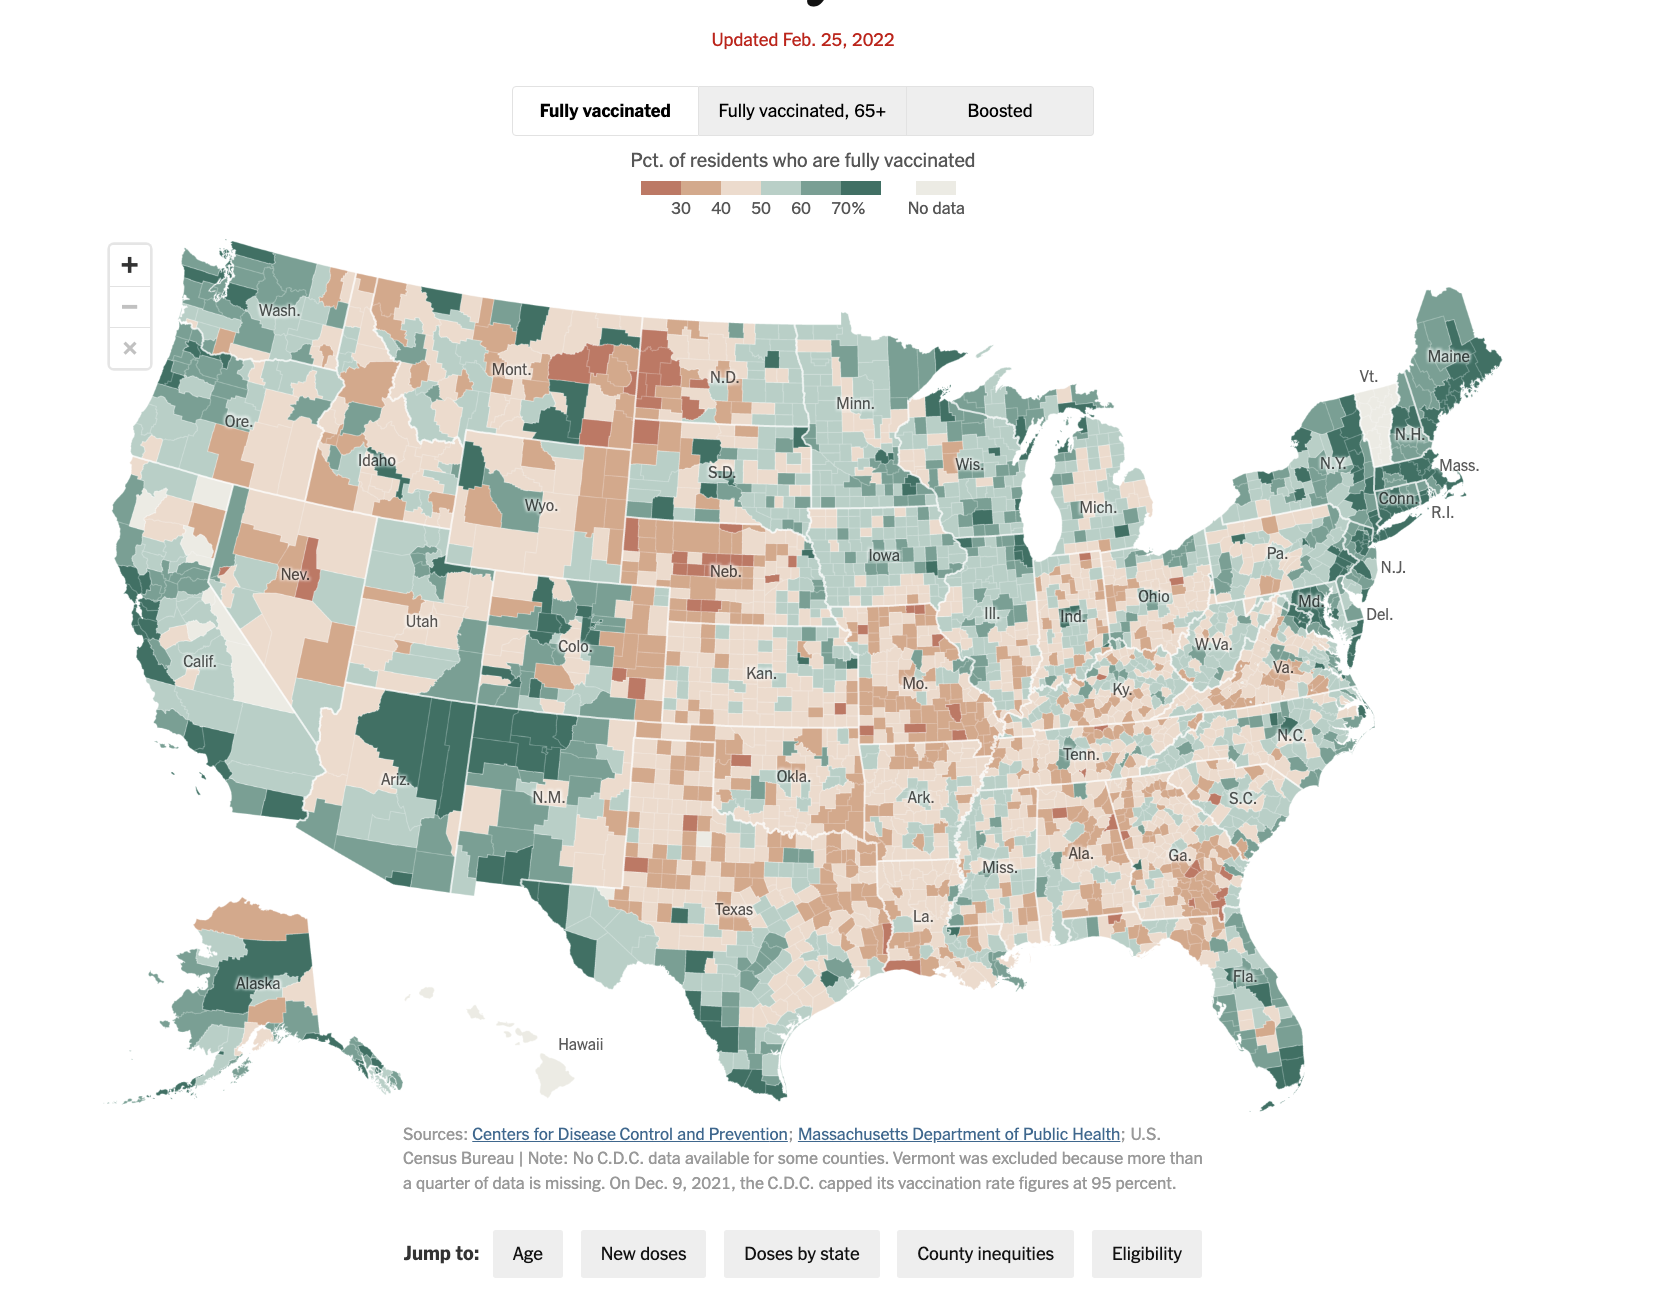 Updated Feb. 25, 2022
Fully vaccinated
Fully vaccinated, 65+
Boosted
Pct. of residents who are fully vaccinated
30 40 50 60 70% No data
+
−
×
Wash.
Mont.
N.D.
Minn.
Maine
Vt.
Ore.
Idaho
S.D.
Wis.
N.Y.
N.H.
Mass.
Wyo.
Mich.
Conn.
R.I.
Nev.
Neb.
Iowa
Pa.
N.J.
Utah
Colo.
Ill.
Ind.
Ohio
Md.
Del.
Calif.
Kan.
Mo.
Ky.
W.Va.
Va.
Ariz.
N.M.
Okla.
Ark.
Tenn.
N.C.
S.C.
Texas
La.
Miss.
Ala.
Ga.
Fla.
Alaska
Hawaii
Sources: Centers for Disease Control and Prevention; Massachusetts Department of Public Health; U.S.
Census Bureau | Note: No C.D.C. data available for some counties. Vermont was excluded because more than
a quarter of data is missing. On Dec. 9, 2021, the C.D.C. capped its vaccination rate figures at 95 percent.
Jump to: Age New doses Doses by state County inequities Eligibility